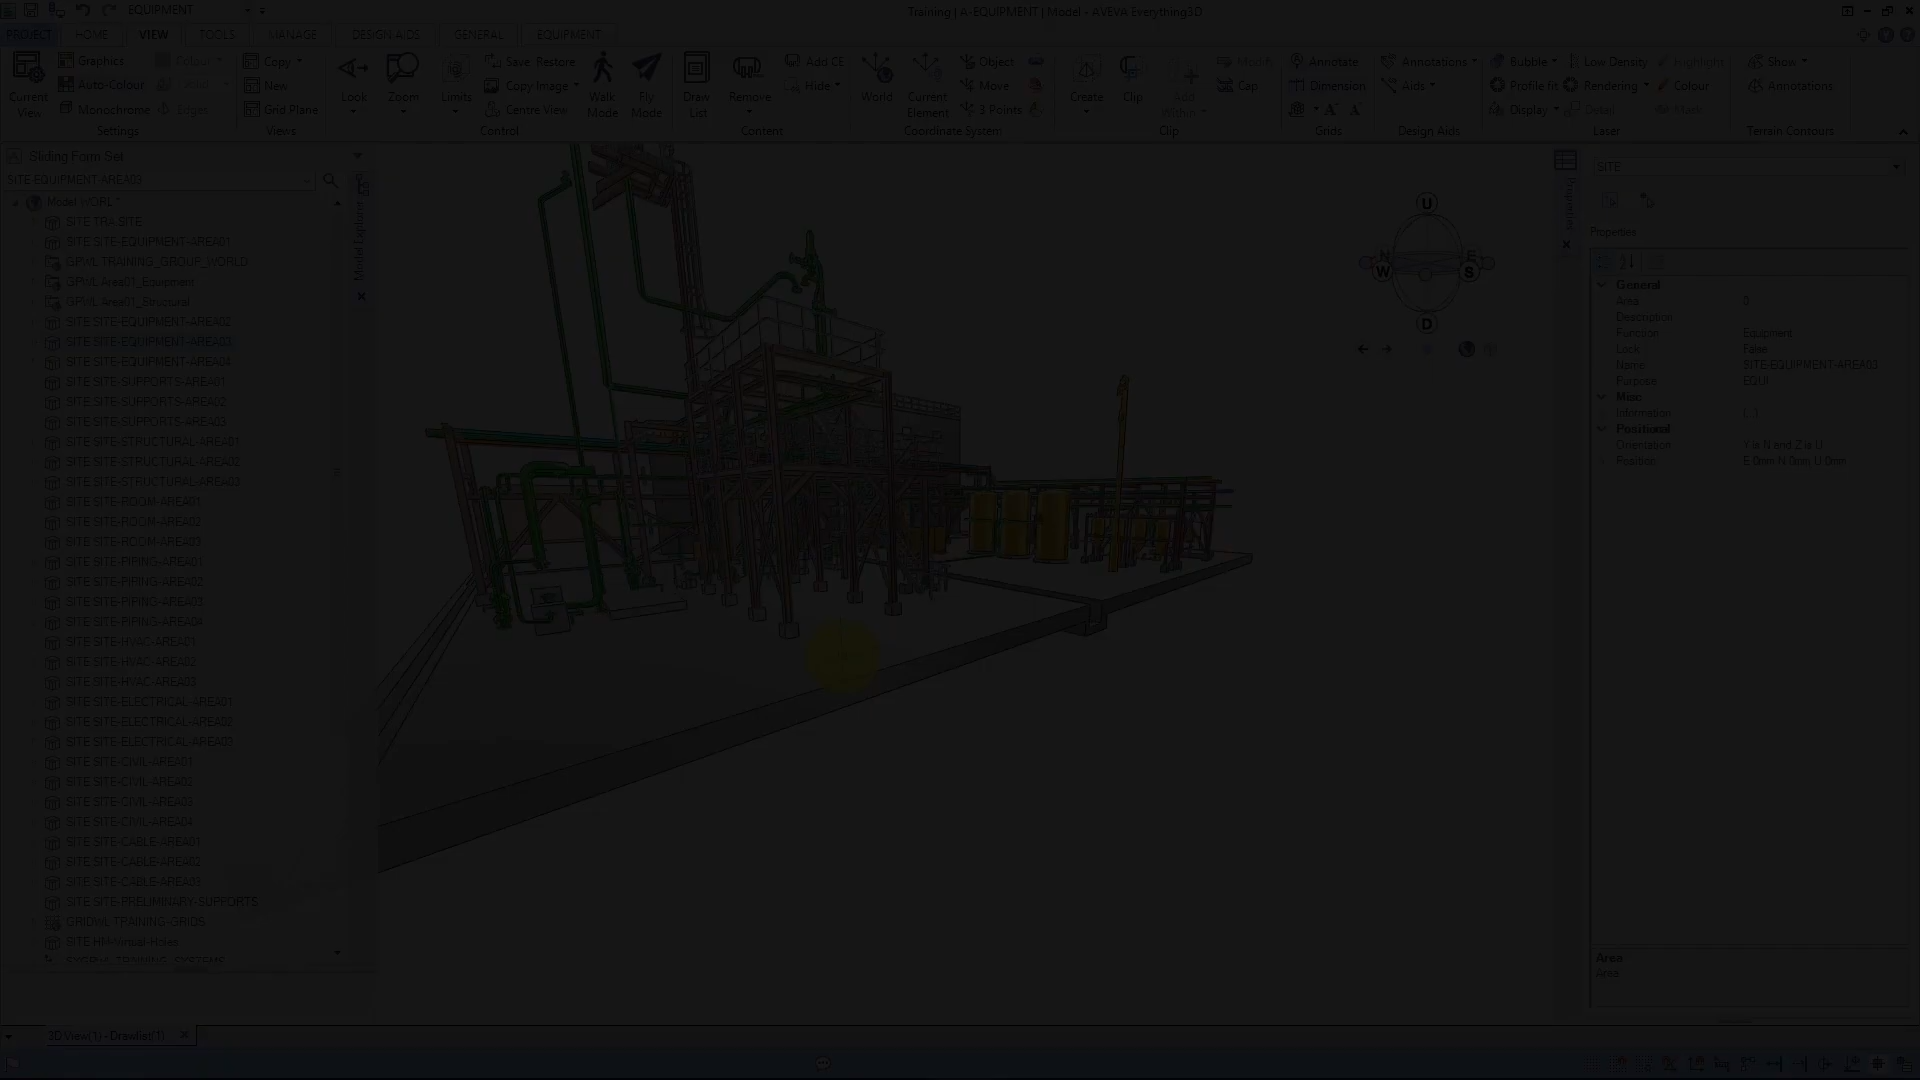 EQUIPMENT
Training | A-EQUIPMENT | Model - AVEVA Everything3D
PROJECT HOME VIEW TOOLS MANAGE DESIGN AIDS GENERAL EQUIPMENT
Current View
Graphics
Auto-Colour
Monochrome
Colour
Edges
Settings
Copy
New
Grid Plane
Views
Look
Zoom
Limits
Save Restore
Copy Image
Centre View
Walk Mode
Fly Mode
Control
Draw List
Remove
Add CE
Hide
Content
World
Current Element
Object
Move
3 Points
Coordinate System
Create
Clip
Add Within
Modify
Cap
Clip
Annotate
Dimension
Grids
Annotations
Aids
Design Aids
Bubble
Profile fit
Display
Low Density
Rendering
Detail
Highlight
Colour
Mask
Laser
Show
Annotations
Terrain Contours
Sliding Form Set
SITE-EQUIPMENT-AREA03
Model WORL *
SITE TRA.SITE
SITE SITE-EQUIPMENT-AREA01
GPWL TRAINING_GROUP_WORLD
GPWL Area01_Equipment
GPWL Area01_Structural
SITE SITE-EQUIPMENT-AREA02
SITE SITE-EQUIPMENT-AREA03
SITE SITE-EQUIPMENT-AREA04
SITE SITE-SUPPORTS-AREA01
SITE SITE-SUPPORTS-AREA02
SITE SITE-SUPPORTS-AREA03
SITE SITE-STRUCTURAL-AREA01
SITE SITE-STRUCTURAL-AREA02
SITE SITE-STRUCTURAL-AREA03
SITE SITE-ROOM-AREA01
SITE SITE-ROOM-AREA02
SITE SITE-ROOM-AREA03
SITE SITE-PIPING-AREA01
SITE SITE-PIPING-AREA02
SITE SITE-PIPING-AREA03
SITE SITE-PIPING-AREA04
SITE SITE-HVAC-AREA01
SITE SITE-HVAC-AREA02
SITE SITE-HVAC-AREA03
SITE SITE-ELECTRICAL-AREA01
SITE SITE-ELECTRICAL-AREA02
SITE SITE-ELECTRICAL-AREA03
SITE SITE-CIVIL-AREA01
SITE SITE-CIVIL-AREA02
SITE SITE-CIVIL-AREA03
SITE SITE-CIVIL-AREA04
SITE SITE-CABLE-AREA01
SITE SITE-CABLE-AREA02
SITE SITE-CABLE-AREA03
SITE SITE-PRELIMINARY-SUPPORTS
GRIDWL TRAINING-GRIDS
SITE HM-Virtual-Holes
Model Explorer
U
N E
W S
D
Properties
SITE
Properties
General
Area 3
Description
Function Equipment
Lock False
Name SITE-EQUIPMENT-AREA03
Purpose EQUI
Misc
Information
Positional
Orientation Y is N and Z is U
Position E 0mm N 0mm U 0mm
Area
Area
3D View(1) - Drawlist(1)